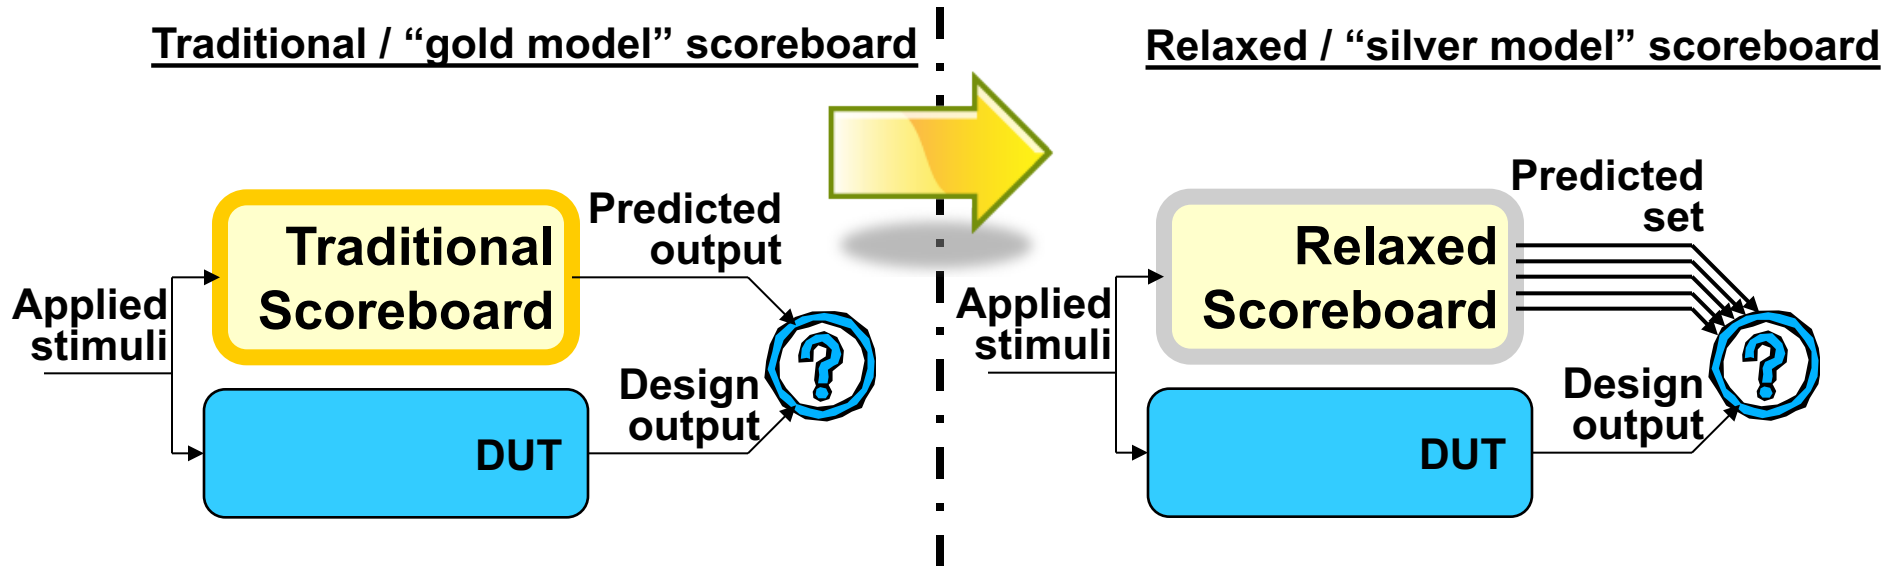 Traditional / “gold model” scoreboard
Predicted
output
Traditional
Scoreboard
Applied
stimuli
Design
output
DUT
?
Relaxed / “silver model” scoreboard
Predicted
set
Relaxed
Scoreboard
Applied
stimuli
Design
output
DUT
?